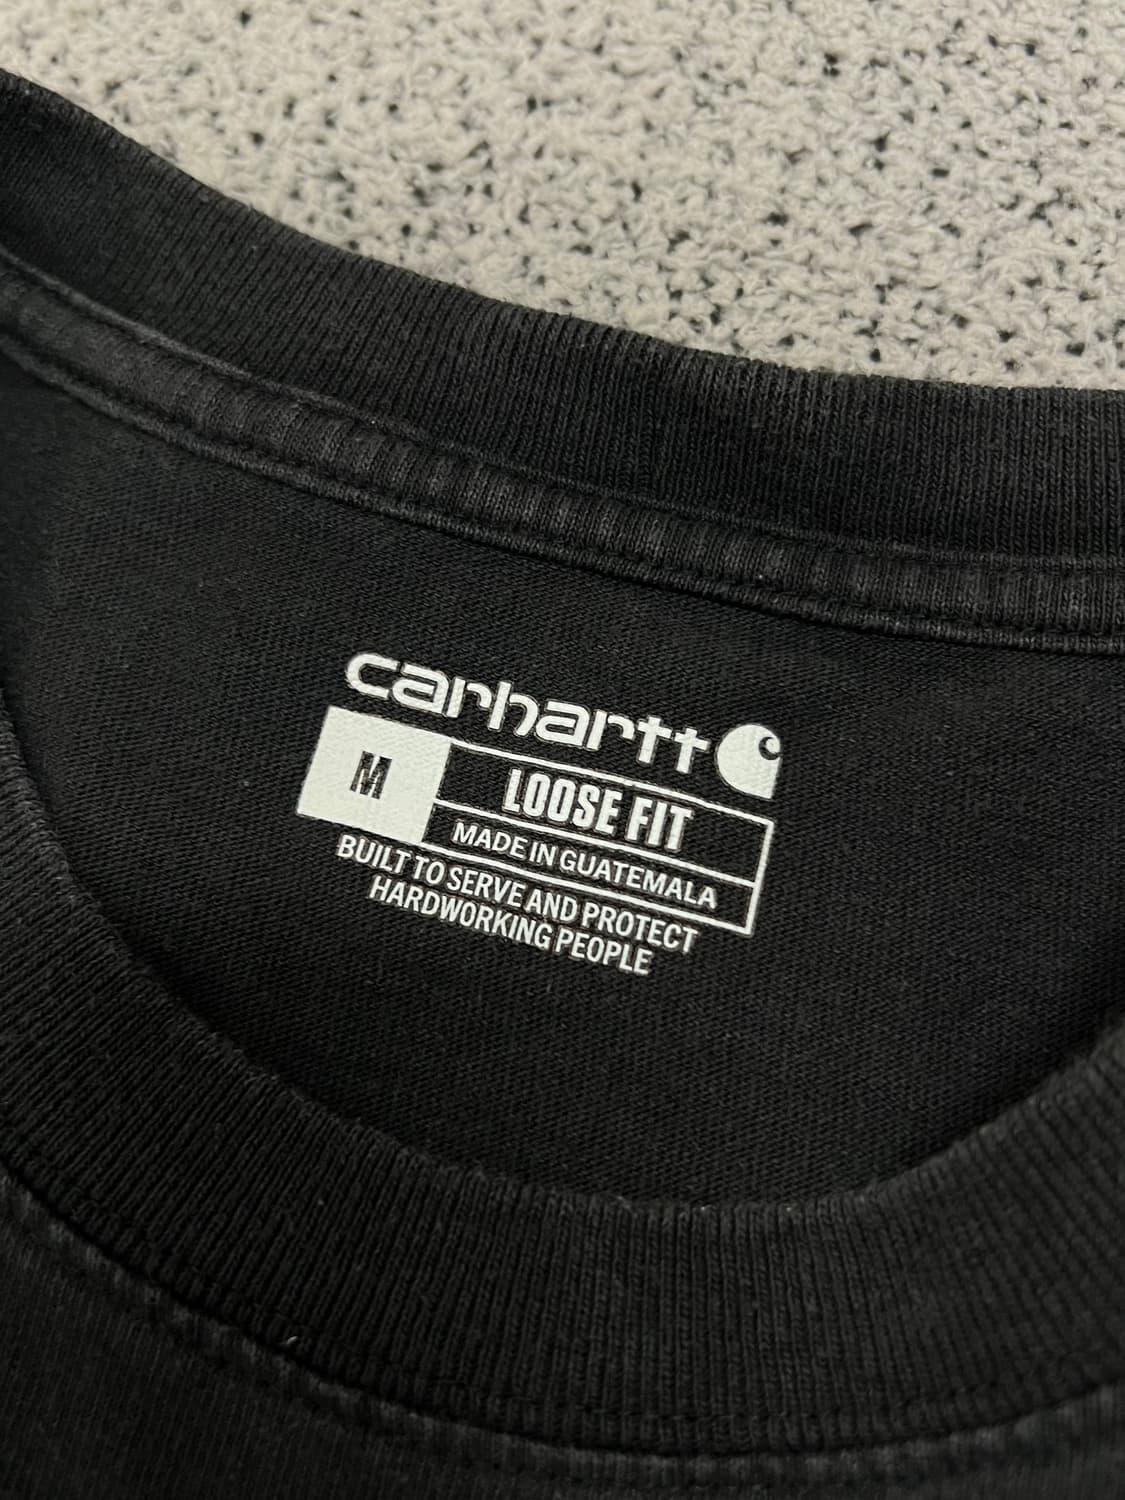 carhartt
M
LOOSE FIT
MADE IN GUATEMALA
BUILT TO SERVE AND PROTECT
HARDWORKING PEOPLE